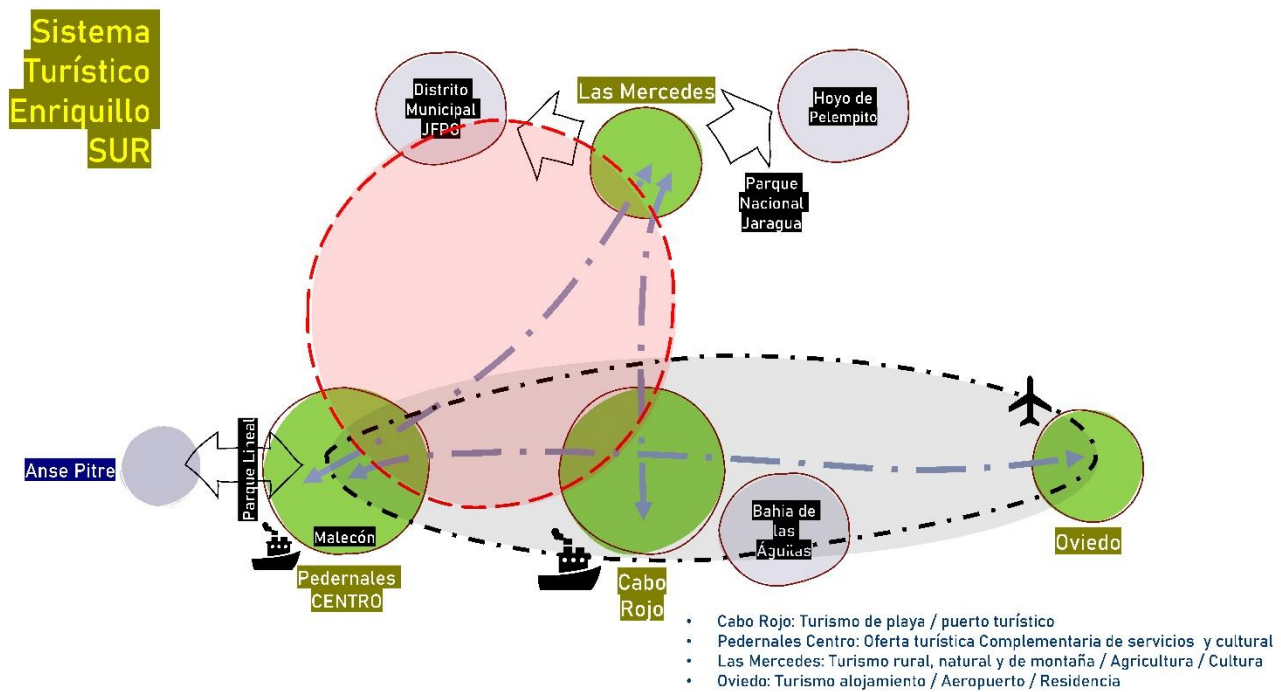 Sistema
Turístico
Enriquillo
SUR
Distrito
Municipal
JFPG
Las Mercedes
Hoyo de
Pelempito
Parque
Nacional
Jaragua
Anse Pitre
Parque Lineal
Malecón
Pedernales
CENTRO
Cabo
Rojo
Bahia de
las
Águilas
Oviedo
• Cabo Rojo: Turismo de playa / puerto turístico
• Pedernales Centro: Oferta turística Complementaria de servicios y cultural
• Las Mercedes: Turismo rural, natural y de montaña / Agricultura / Cultura
• Oviedo: Turismo alojamiento / Aeropuerto / Residencia